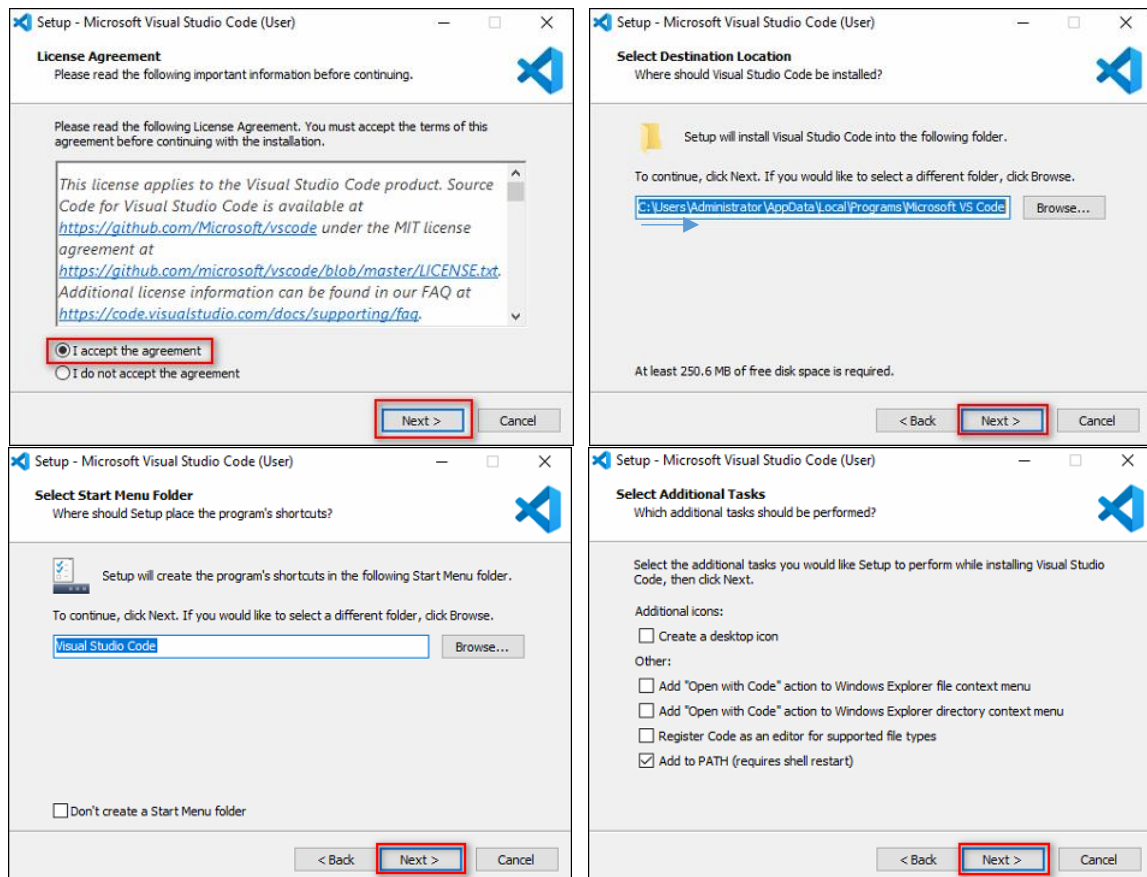 Setup - Microsoft Visual Studio Code (User)
License Agreement
Please read the following important information before continuing.
Please read the following License Agreement. You must accept the terms of this
agreement before continuing with the installation.
This license applies to the Visual Studio Code product. Source
Code for Visual Studio Code is available at
https://github.com/Microsoft/vscode under the MIT license
agreement at
https://github.com/microsoft/vscode/blob/master/LICENSE.txt.
Additional license information can be found in our FAQ at
https://code.visualstudio.com/docs/supporting/faq.
I accept the agreement
I do not accept the agreement
Next >
Cancel
Setup - Microsoft Visual Studio Code (User)
Select Destination Location
Where should Visual Studio Code be installed?
Setup will install Visual Studio Code into the following folder.
To continue, click Next. If you would like to select a different folder, click Browse.
C:\Users\Administrator\AppData\Local\Programs\Microsoft VS Code
Browse...
At least 250.6 MB of free disk space is required.
< Back
Next >
Cancel
Setup - Microsoft Visual Studio Code (User)
Select Start Menu Folder
Where should Setup place the program's shortcuts?
Setup will create the program's shortcuts in the following Start Menu folder.
To continue, click Next. If you would like to select a different folder, click Browse.
Visual Studio Code
Browse...
Don't create a Start Menu folder
< Back
Next >
Cancel
Setup - Microsoft Visual Studio Code (User)
Select Additional Tasks
Which additional tasks should be performed?
Select the additional tasks you would like Setup to perform while installing Visual Studio
Code, then click Next.
Additional icons:
Create a desktop icon
Other:
Add "Open with Code" action to Windows Explorer file context menu
Add "Open with Code" action to Windows Explorer directory context menu
Register Code as an editor for supported file types
Add to PATH (requires shell restart)
< Back
Next >
Cancel